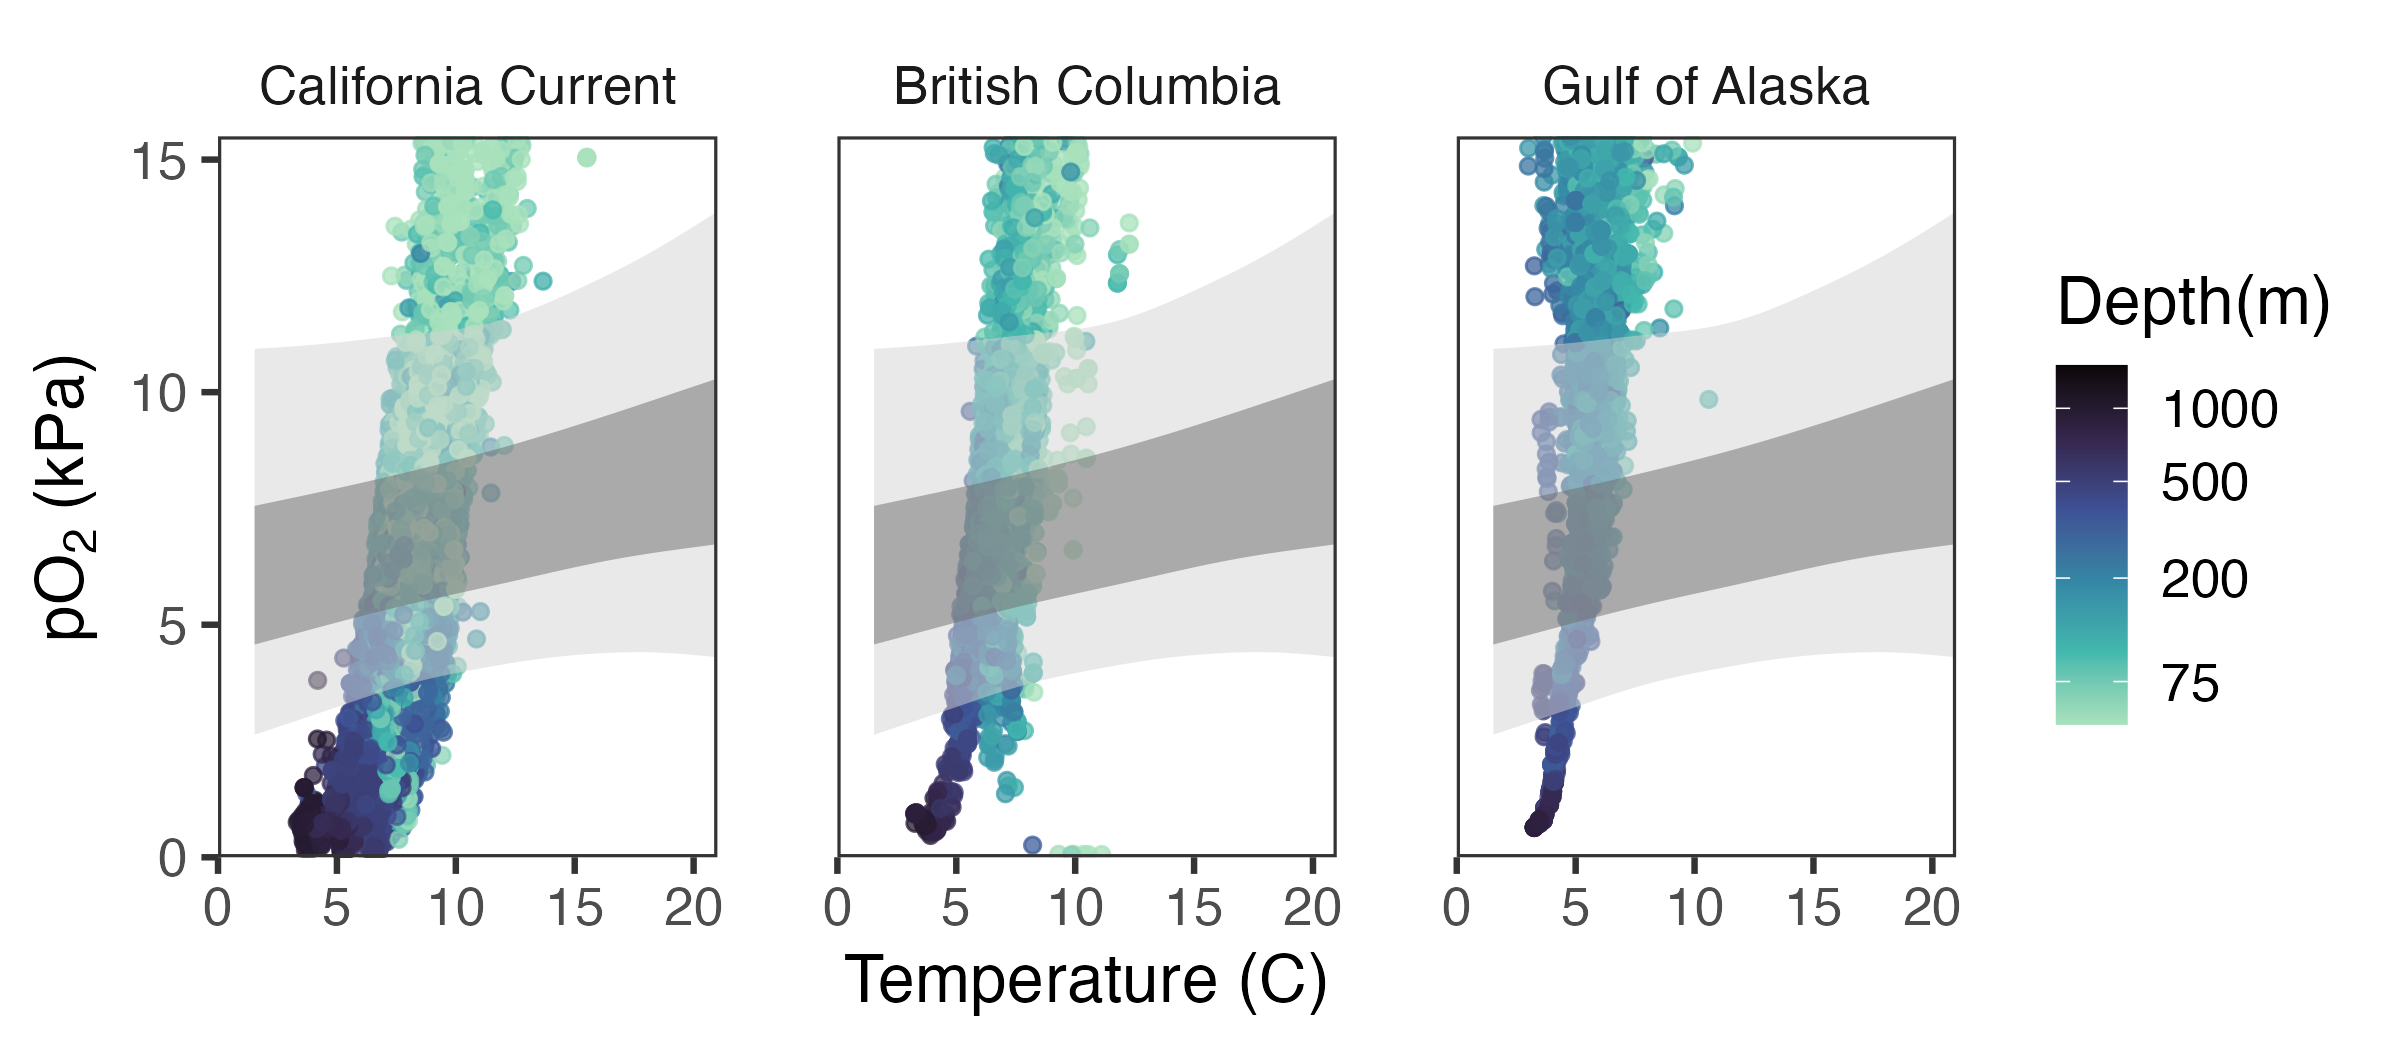 California Current
British Columbia
Gulf of Alaska
pO₂ (kPa)
15
10
5
0
0 5 10 15 20
0 5 10 15 20
0 5 10 15 20
Temperature (C)
Depth(m)
1000
500
200
75